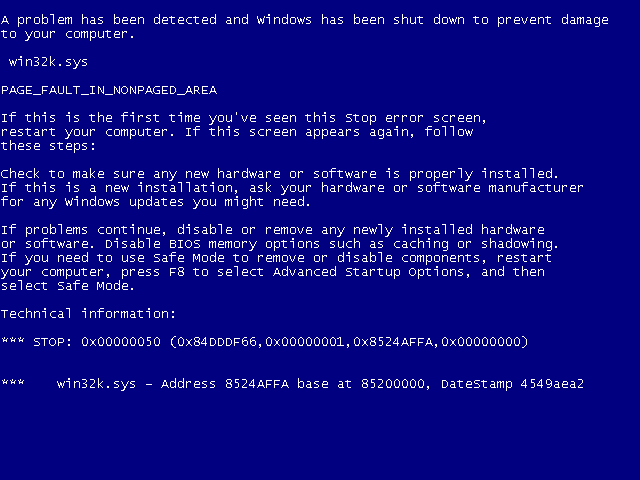 A problem has been detected and Windows has been shut down to prevent damage
to your computer.
win32k.sys
PAGE_FAULT_IN_NONPAGED_AREA
If this is the first time you've seen this Stop error screen,
restart your computer. If this screen appears again, follow
these steps:
Check to make sure any new hardware or software is properly installed.
If this is a new installation, ask your hardware or software manufacturer
for any Windows updates you might need.
If problems continue, disable or remove any newly installed hardware
or software. Disable BIOS memory options such as caching or shadowing.
If you need to use Safe Mode to remove or disable components, restart
your computer, press F8 to select Advanced Startup Options, and then
select Safe Mode.
Technical information:
*** STOP: 0x00000050 (0x84DDDF66,0x00000001,0x8524AFFA,0x00000000)
*** win32k.sys – Address 8524AFFA base at 85200000, DateStamp 4549aea2